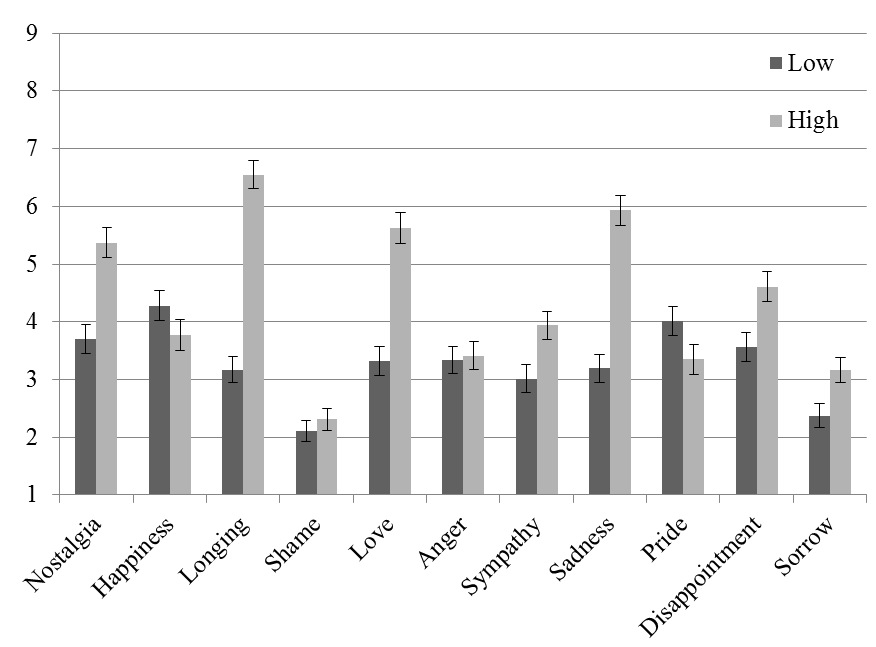 9
8
7
6
5
4
3
2
1
Low
High
Nostalgia
Happiness
Longing
Shame
Love
Anger
Sympathy
Sadness
Pride
Disappointment
Sorrow